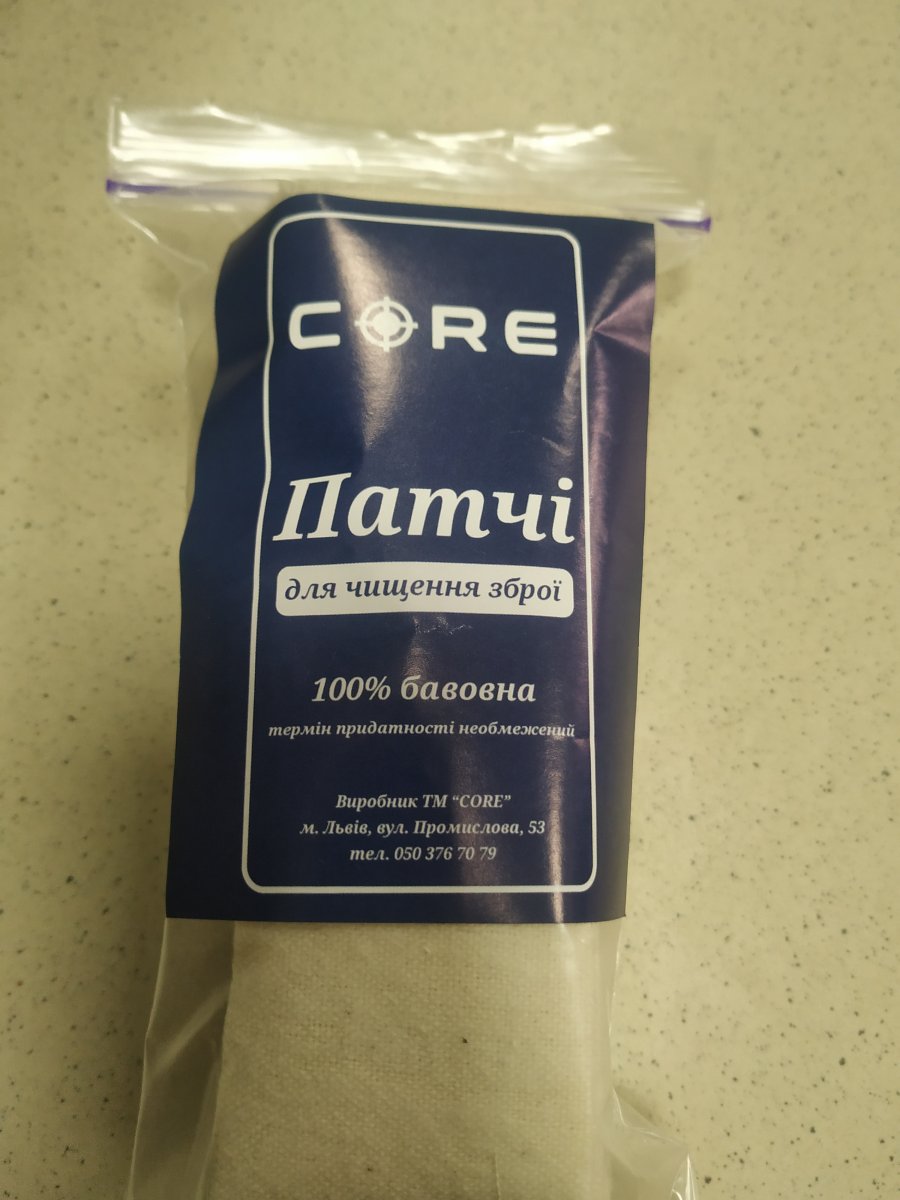 CORE
Патчі
для чищення зброї
100% бавовна
термін придатності необмежений
Виробник ТМ “CORE”
м. Львів, вул. Промислова, 53
тел. 050 376 70 79